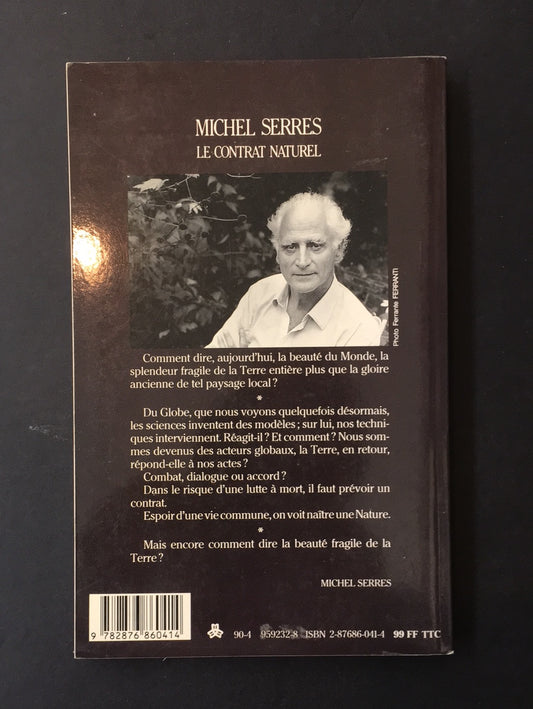 MICHEL SERRES
LE CONTRAT NATUREL
Photo Ferrante FERRANTI
Comment dire, aujourd'hui, la beauté du Monde, la
splendeur fragile de la Terre entière plus que la gloire
ancienne de tel paysage local ?
*
Du Globe, que nous voyons quelquefois désormais,
les sciences inventent des modèles ; sur lui, nos techni-
ques interviennent. Réagit-il ? Et comment ? Nous som-
mes devenus des acteurs globaux, la Terre, en retour,
répond-elle à nos actes ?
Combat, dialogue ou accord ?
Dans le risque d'une lutte à mort, il faut prévoir un
contrat.
Espoir d'une vie commune, on voit naître une Nature.
*
Mais encore comment dire la beauté fragile de la
Terre ?
MICHEL SERRES
9 782876 860414
90-4 959232-8 ISBN 2-87686-041-4 99 FF TTC